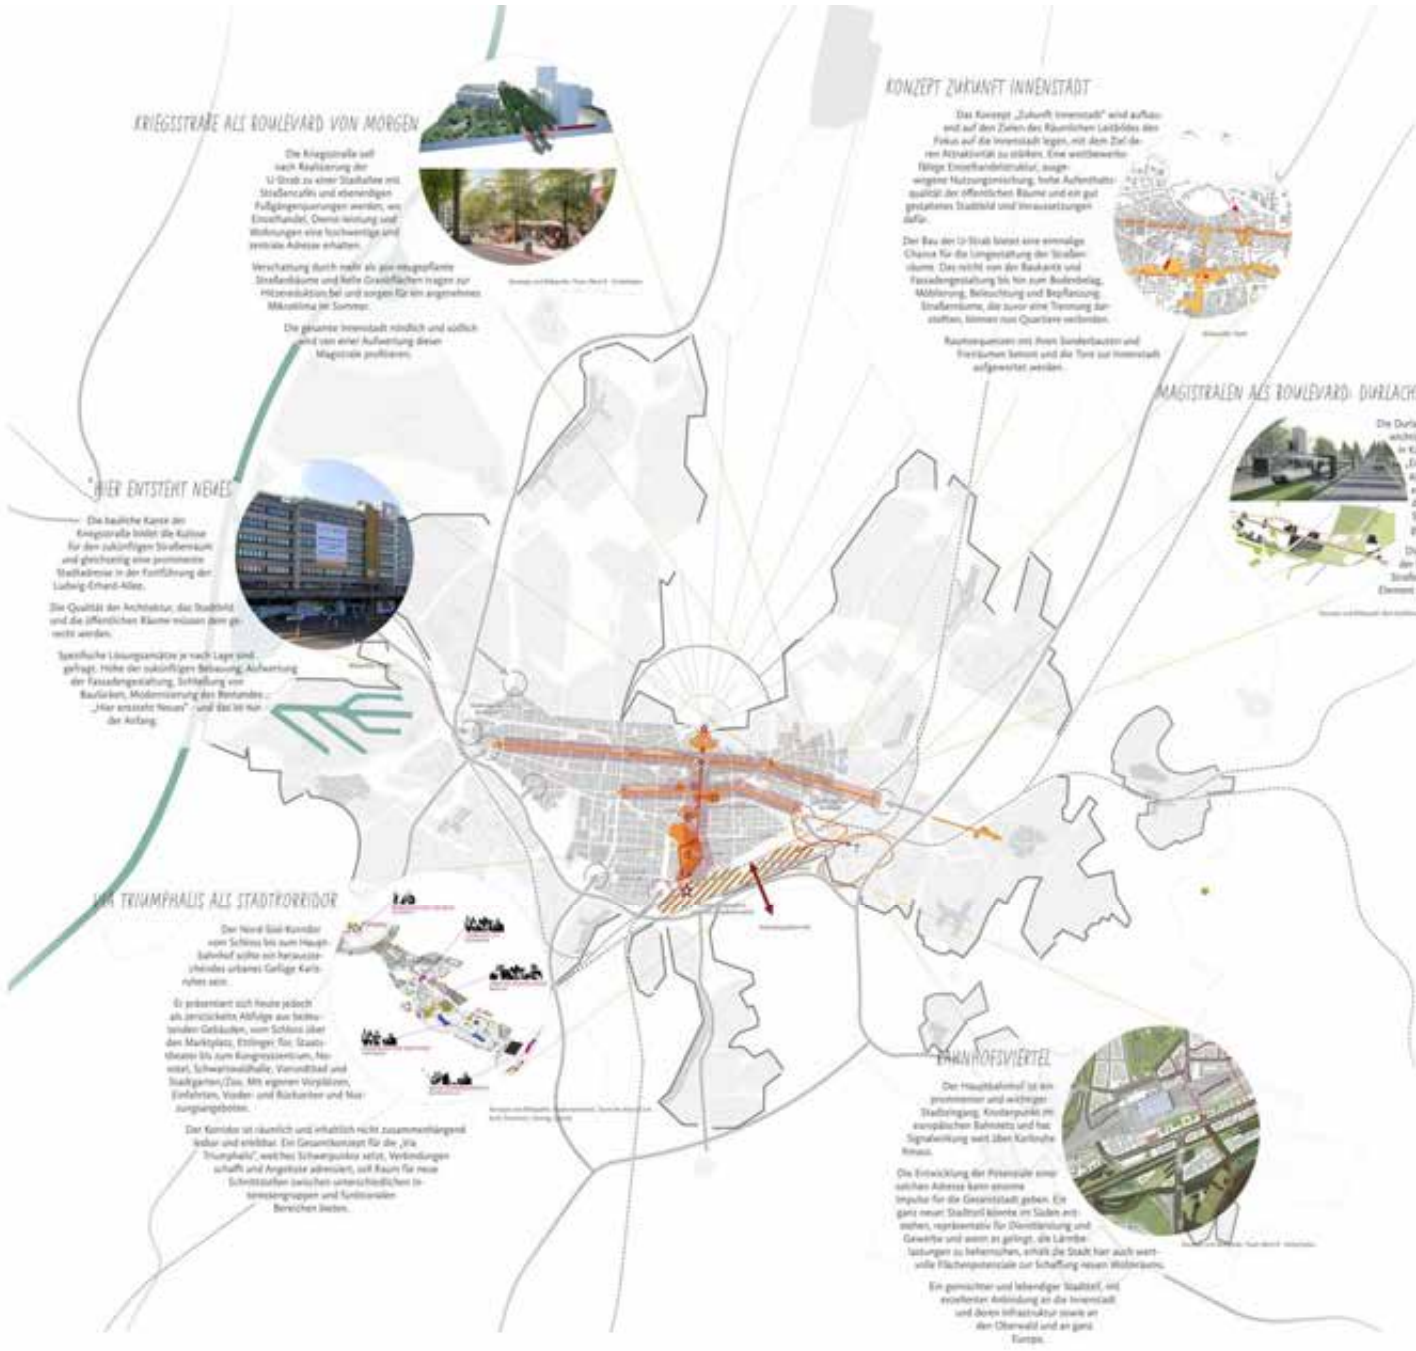 KRIEGSSTRAßE ALS BOULEVARD VON MORGEN
Die Kriegsstraße soll
nach Realisierung der
U-Strab zu einer Stadtallee mit
Straßencafés und ebenerdigen
Fußgängerquerungen werden, wo
Einzelhandel, Dienstleistung und
Wohnungen eine hochwertige und
zentrale Adresse erhalten.
Verschattung durch mehr als 200 neugepflanzte
Straßenbäume und helle Granitflächen tragen zur
Hitzereduktion bei und sorgen für ein angenehmes
Mikroklima im Sommer.
Die gesamte Innenstadt nördlich und südlich
wird von einer Aufwertung dieser
Magistrale profitieren.
KONZEPT ZUKUNFT INNENSTADT
Das Konzept „Zukunft Innenstadt" wird aufbau-
end auf den Zielen des Räumlichen Leitbildes den
Fokus auf die Innenstadt legen, mit dem Ziel de-
ren Attraktivität zu stärken. Eine wettbewerbs-
fähige Einzelhandelsstruktur, ausge-
wogene Nutzungsmischung, hohe Aufenthalts-
qualität der öffentlichen Räume und ein gut
gestaltetes Stadtbild sind Voraussetzungen
dafür.
Der Bau der U-Strab bietet eine einmalige
Chance für die Umgestaltung der Straßen-
räume. Das reicht von der Baukante und
Fassadengestaltung bis hin zum Bodenbelag,
Möblierung, Beleuchtung und Bepflanzung.
Straßenräume, die zuvor eine Trennung dar-
stellten, können nun Quartiere verbinden.
Raumsequenzen mit ihren Sonderbauten und
Freiräumen betont und die Tore zur Innenstadt
aufgewertet werden.
MAGISTRALEN ALS BOULEVARD: DURLACH
Die Durla
wichti
in K
der
Straße
Element
"HIER ENTSTEHT NEUES
Die bauliche Kante der
Kriegsstraße bildet die Kulisse
für den zukünftigen Straßenraum
und gleichzeitig eine prominente
Stadtadresse in der Fortführung der
Ludwig-Erhard-Allee.
Die Qualität der Architektur, das Stadtbild
und die öffentlichen Räume müssen dem ge-
recht werden.
Spezifische Lösungsansätze je nach Lage sind
gefragt. Höhe der zukünftigen Bebauung, Aufwertung
der Fassadengestaltung, Schließung von
Baulücken, Modernisierung des Bestandes ...
„Hier entsteht Neues" - und das ist nur
der Anfang.
VIA TRIUMPHALIS ALS STADTKORRIDOR
Der Nord-Süd-Korridor
vom Schloss bis zum Haupt-
bahnhof sollte ein herausste-
chendes urbanes Gefüge Karls-
ruhes sein.
Er präsentiert sich heute jedoch
als zerstückelte Abfolge aus bedeu-
tenden Gebäuden, vom Schloss über
den Marktplatz, Ettlinger Tor, Staats-
theater bis zum Kongresszentrum, No-
votel, Schwarzwaldhalle, Vierordtbad und
Stadtgarten/Zoo. Mit eigenen Vorplätzen,
Einfahrten, Vorder- und Rückseiten und Nut-
zungsangeboten.
Der Korridor ist räumlich und inhaltlich nicht zusammenhängend
lesbar und erlebbar. Ein Gesamtkonzept für die „Via
Triumphalis", welches Schwerpunkte setzt, Verbindungen
schafft und Angebote adressiert, soll Raum für neue
Schnittstellen zwischen unterschiedlichen In-
teressengruppen und funktionalen
Bereichen bieten.
BAHNHOFSVIERTEL
Der Hauptbahnhof ist ein
prominenter und wichtiger
Stadteingang, Knotenpunkt im
europäischen Bahnnetz und hat
Signalwirkung weit über Karlsruhe
hinaus.
Die Entwicklung der Potenziale einer
solchen Adresse kann enorme
Impulse für die Gesamtstadt geben. Ein
ganz neuer Stadtteil könnte im Süden ent-
stehen, repräsentativ für Dienstleistung und
Gewerbe und wenn es gelingt, die Lärmbe-
lastungen zu beherrschen, erhält die Stadt hier auch wert-
volle Flächenpotenziale zur Schaffung neuen Wohnraums.
Ein gemischter und lebendiger Stadtteil, mit
exzellenter Anbindung an die Innenstadt
und deren Infrastruktur sowie an
den Oberwald und an ganz
Europa.